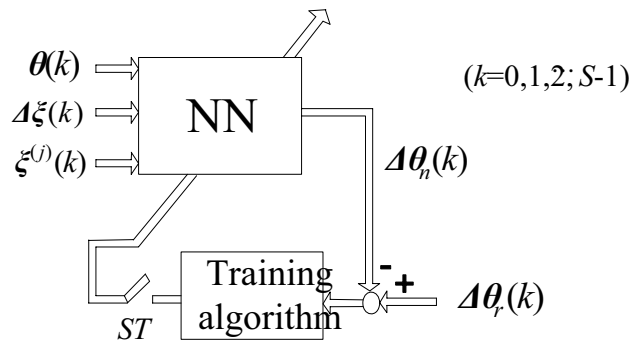 θ(k)
Δξ(k)
ξ^(j)(k)
NN
(k=0,1,2; S-1)
Δθ_n(k)
-
+
Δθ_r(k)
Training
algorithm
ST